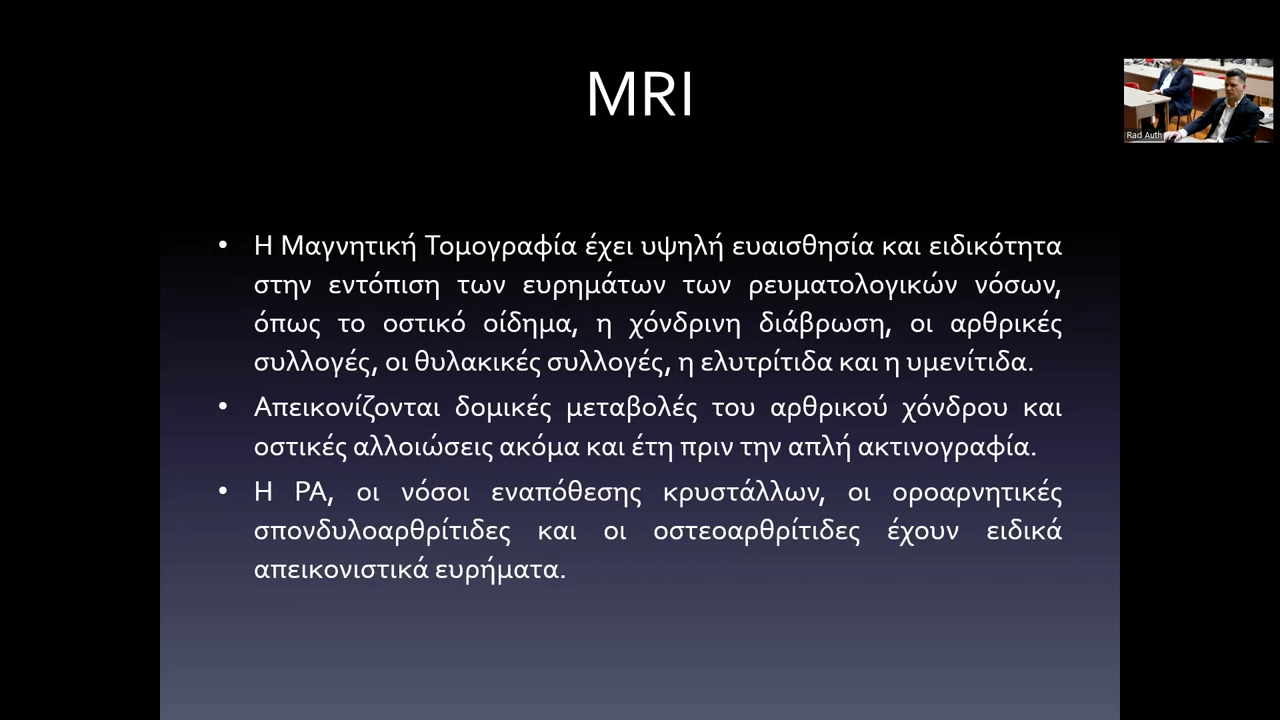 MRI
Rad Auth
• Η Μαγνητική Τομογραφία έχει υψηλή ευαισθησία και ειδικότητα
στην εντόπιση των ευρημάτων των ρευματολογικών νόσων,
όπως το οστικό οίδημα, η χόνδρινη διάβρωση, οι αρθρικές
συλλογές, οι θυλακικές συλλογές, η ελυτρίτιδα και η υμενίτιδα.
• Απεικονίζονται δομικές μεταβολές του αρθρικού χόνδρου και
οστικές αλλοιώσεις ακόμα και έτη πριν την απλή ακτινογραφία.
• Η ΡΑ, οι νόσοι εναπόθεσης κρυστάλλων, οι οροαρνητικές
σπονδυλοαρθρίτιδες και οι οστεοαρθρίτιδες έχουν ειδικά
απεικονιστικά ευρήματα.